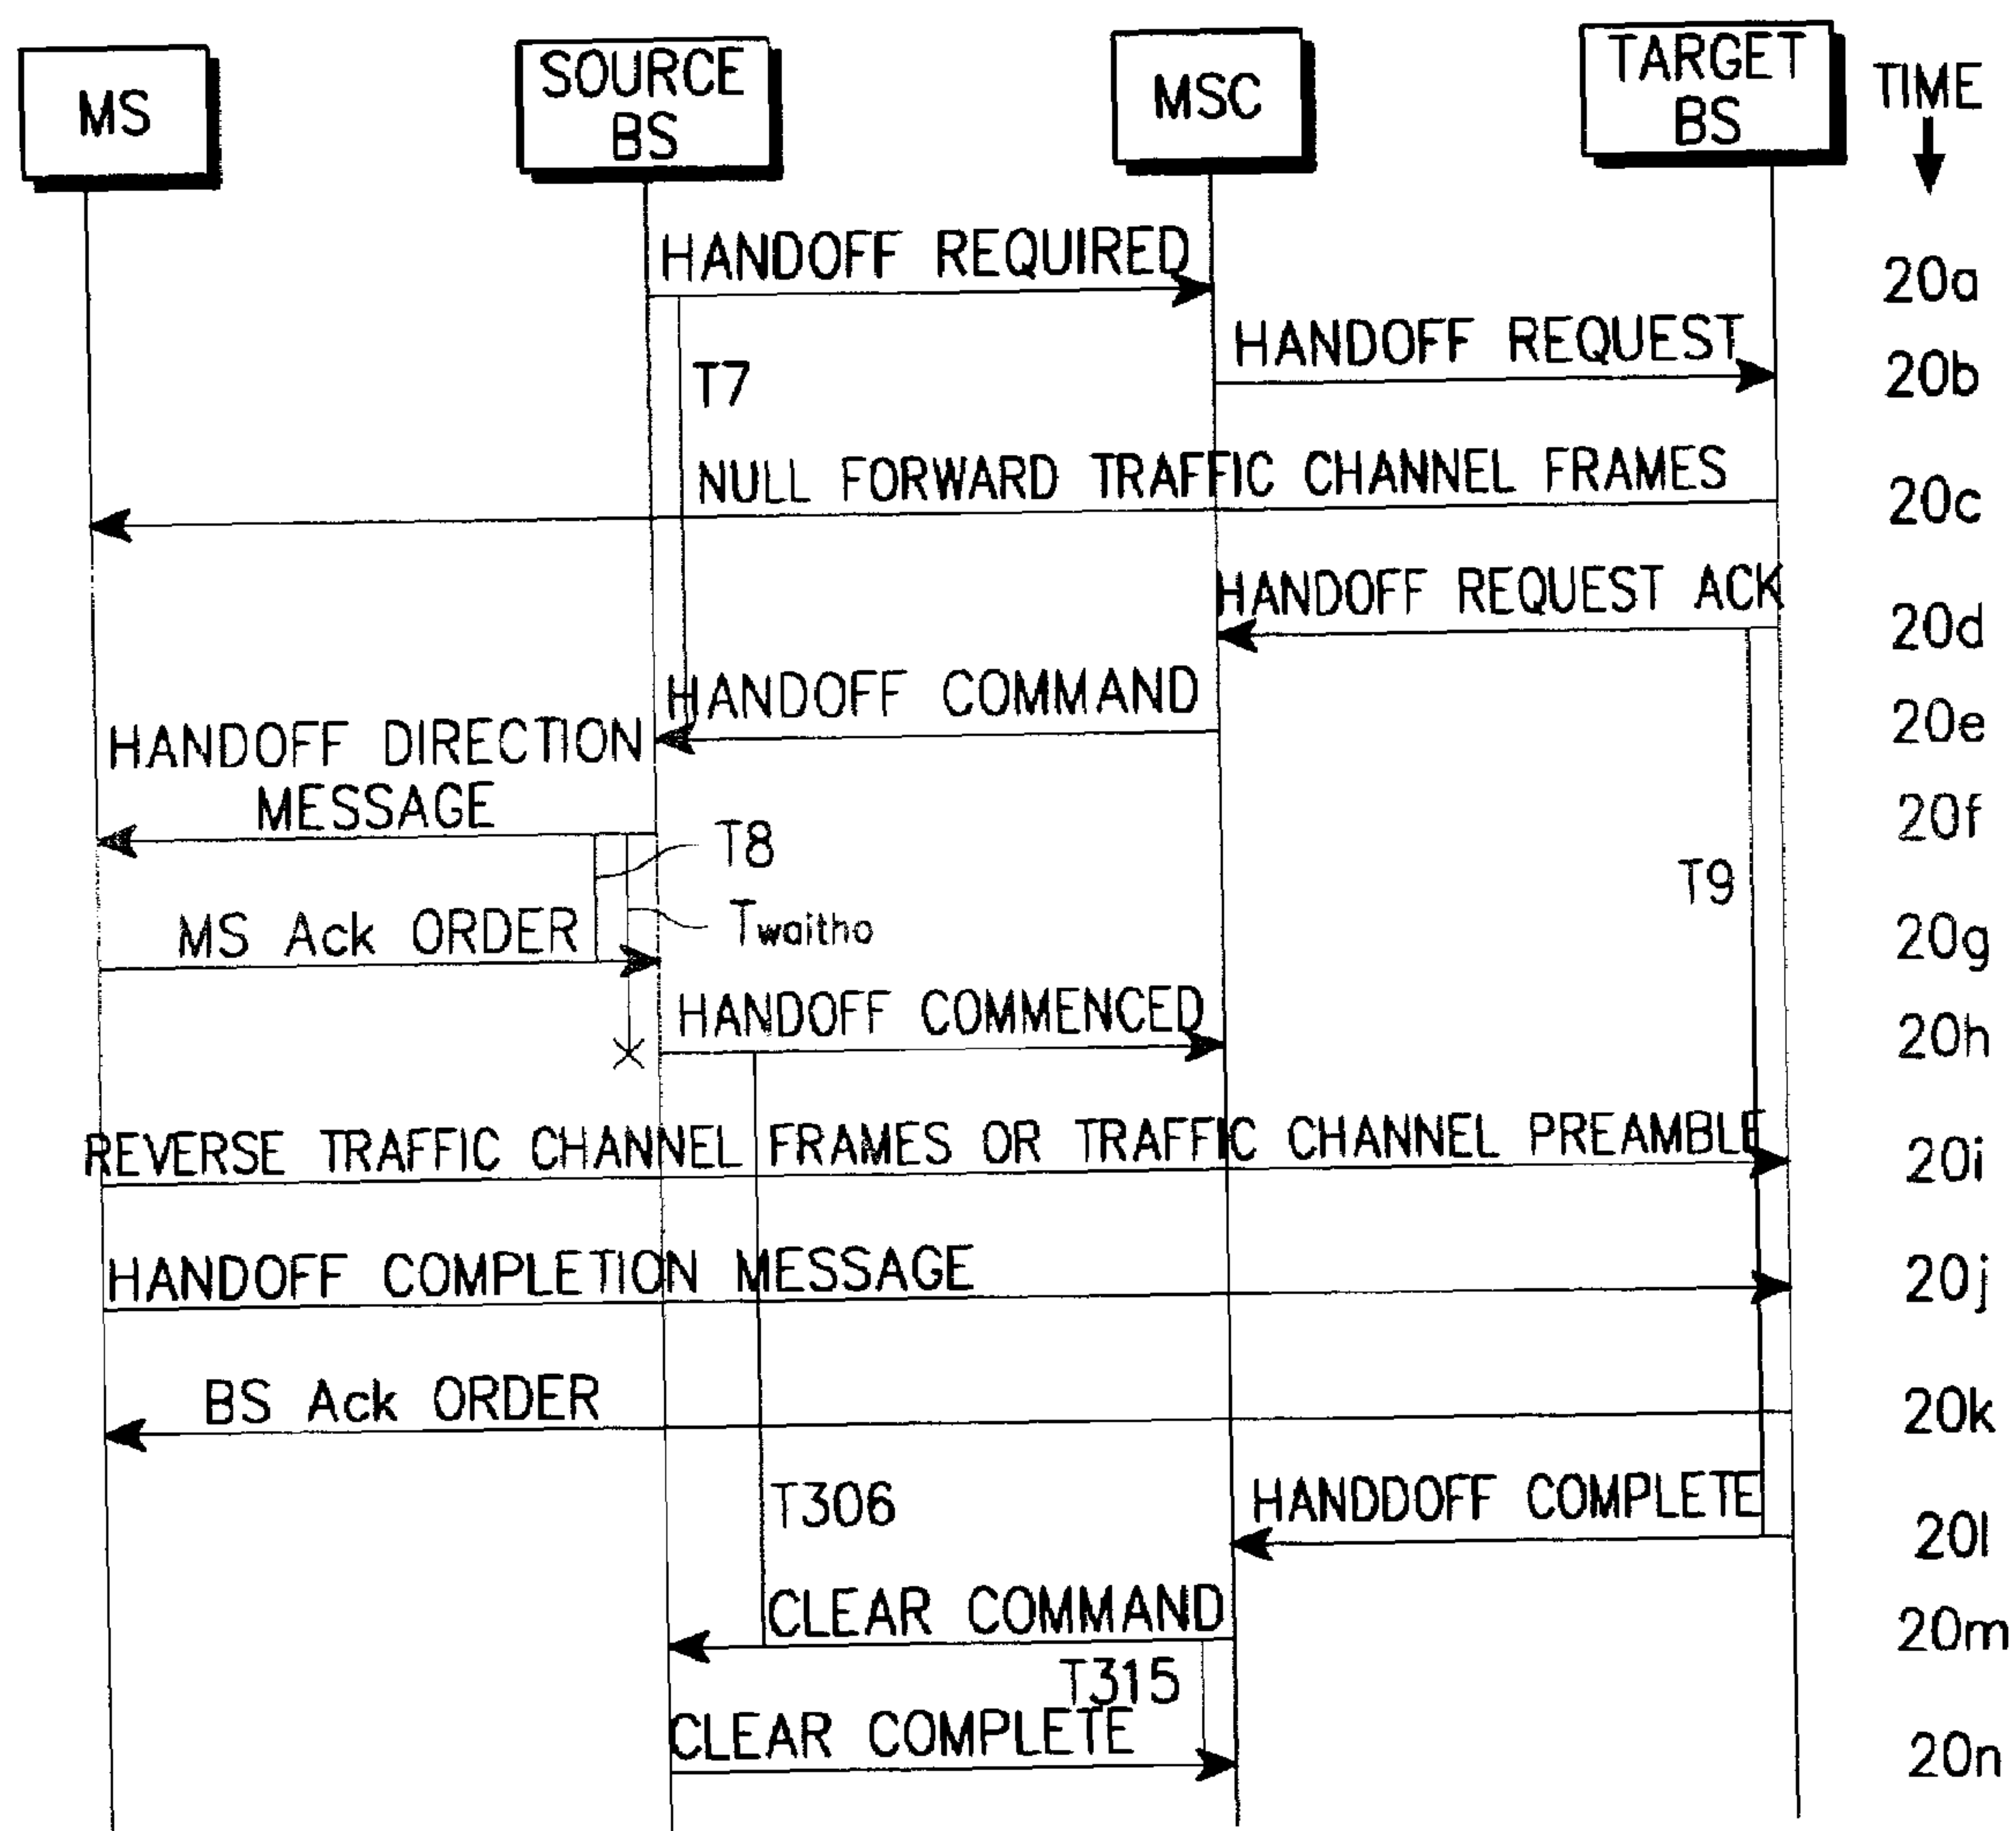 MS
SOURCE
BS
MSC
TARGET
BS
TIME
HANDOFF REQUIRED
20a
HANDOFF REQUEST
20b
T7
NULL FORWARD TRAFFIC CHANNEL FRAMES
20c
HANDOFF REQUEST ACK
20d
HANDOFF COMMAND
20e
HANDOFF DIRECTION
MESSAGE
20f
T8
T9
MS Ack ORDER
Twaitho
20g
HANDOFF COMMENCED
20h
REVERSE TRAFFIC CHANNEL FRAMES OR TRAFFIC CHANNEL PREAMBLE
20i
HANDOFF COMPLETION MESSAGE
20j
BS Ack ORDER
20k
T306
HANDDOFF COMPLETE
20l
CLEAR COMMAND
20m
T315
CLEAR COMPLETE
20n